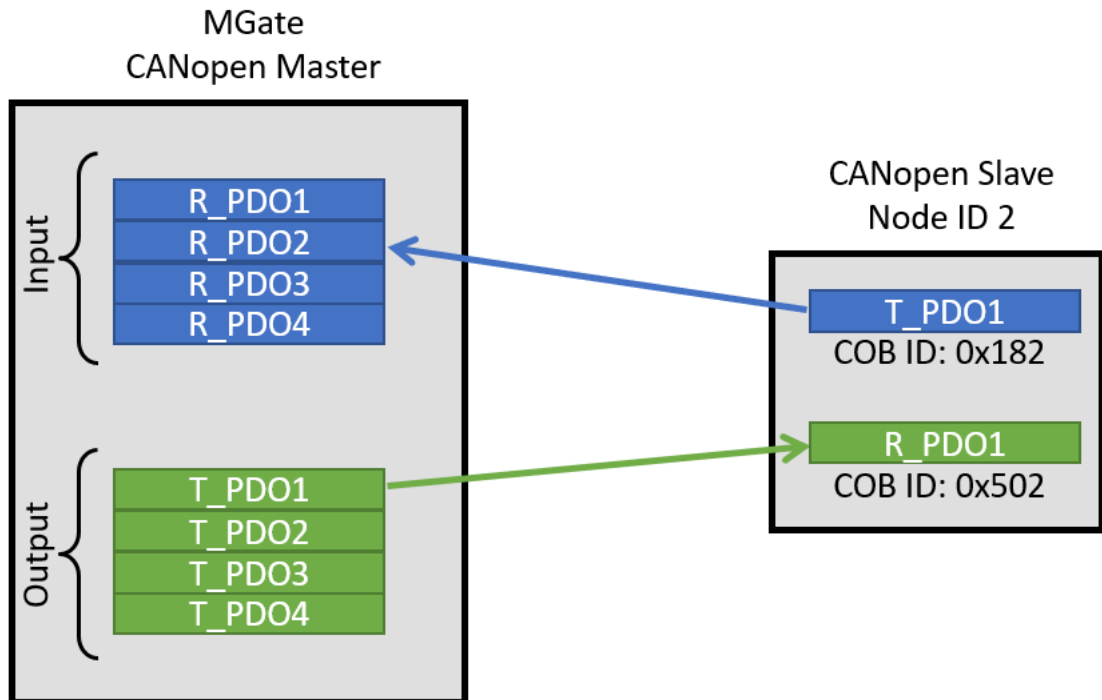 MGate
CANopen Master
Input
R_PDO1
R_PDO2
R_PDO3
R_PDO4
Output
T_PDO1
T_PDO2
T_PDO3
T_PDO4
CANopen Slave
Node ID 2
T_PDO1
COB ID: 0x182
R_PDO1
COB ID: 0x502